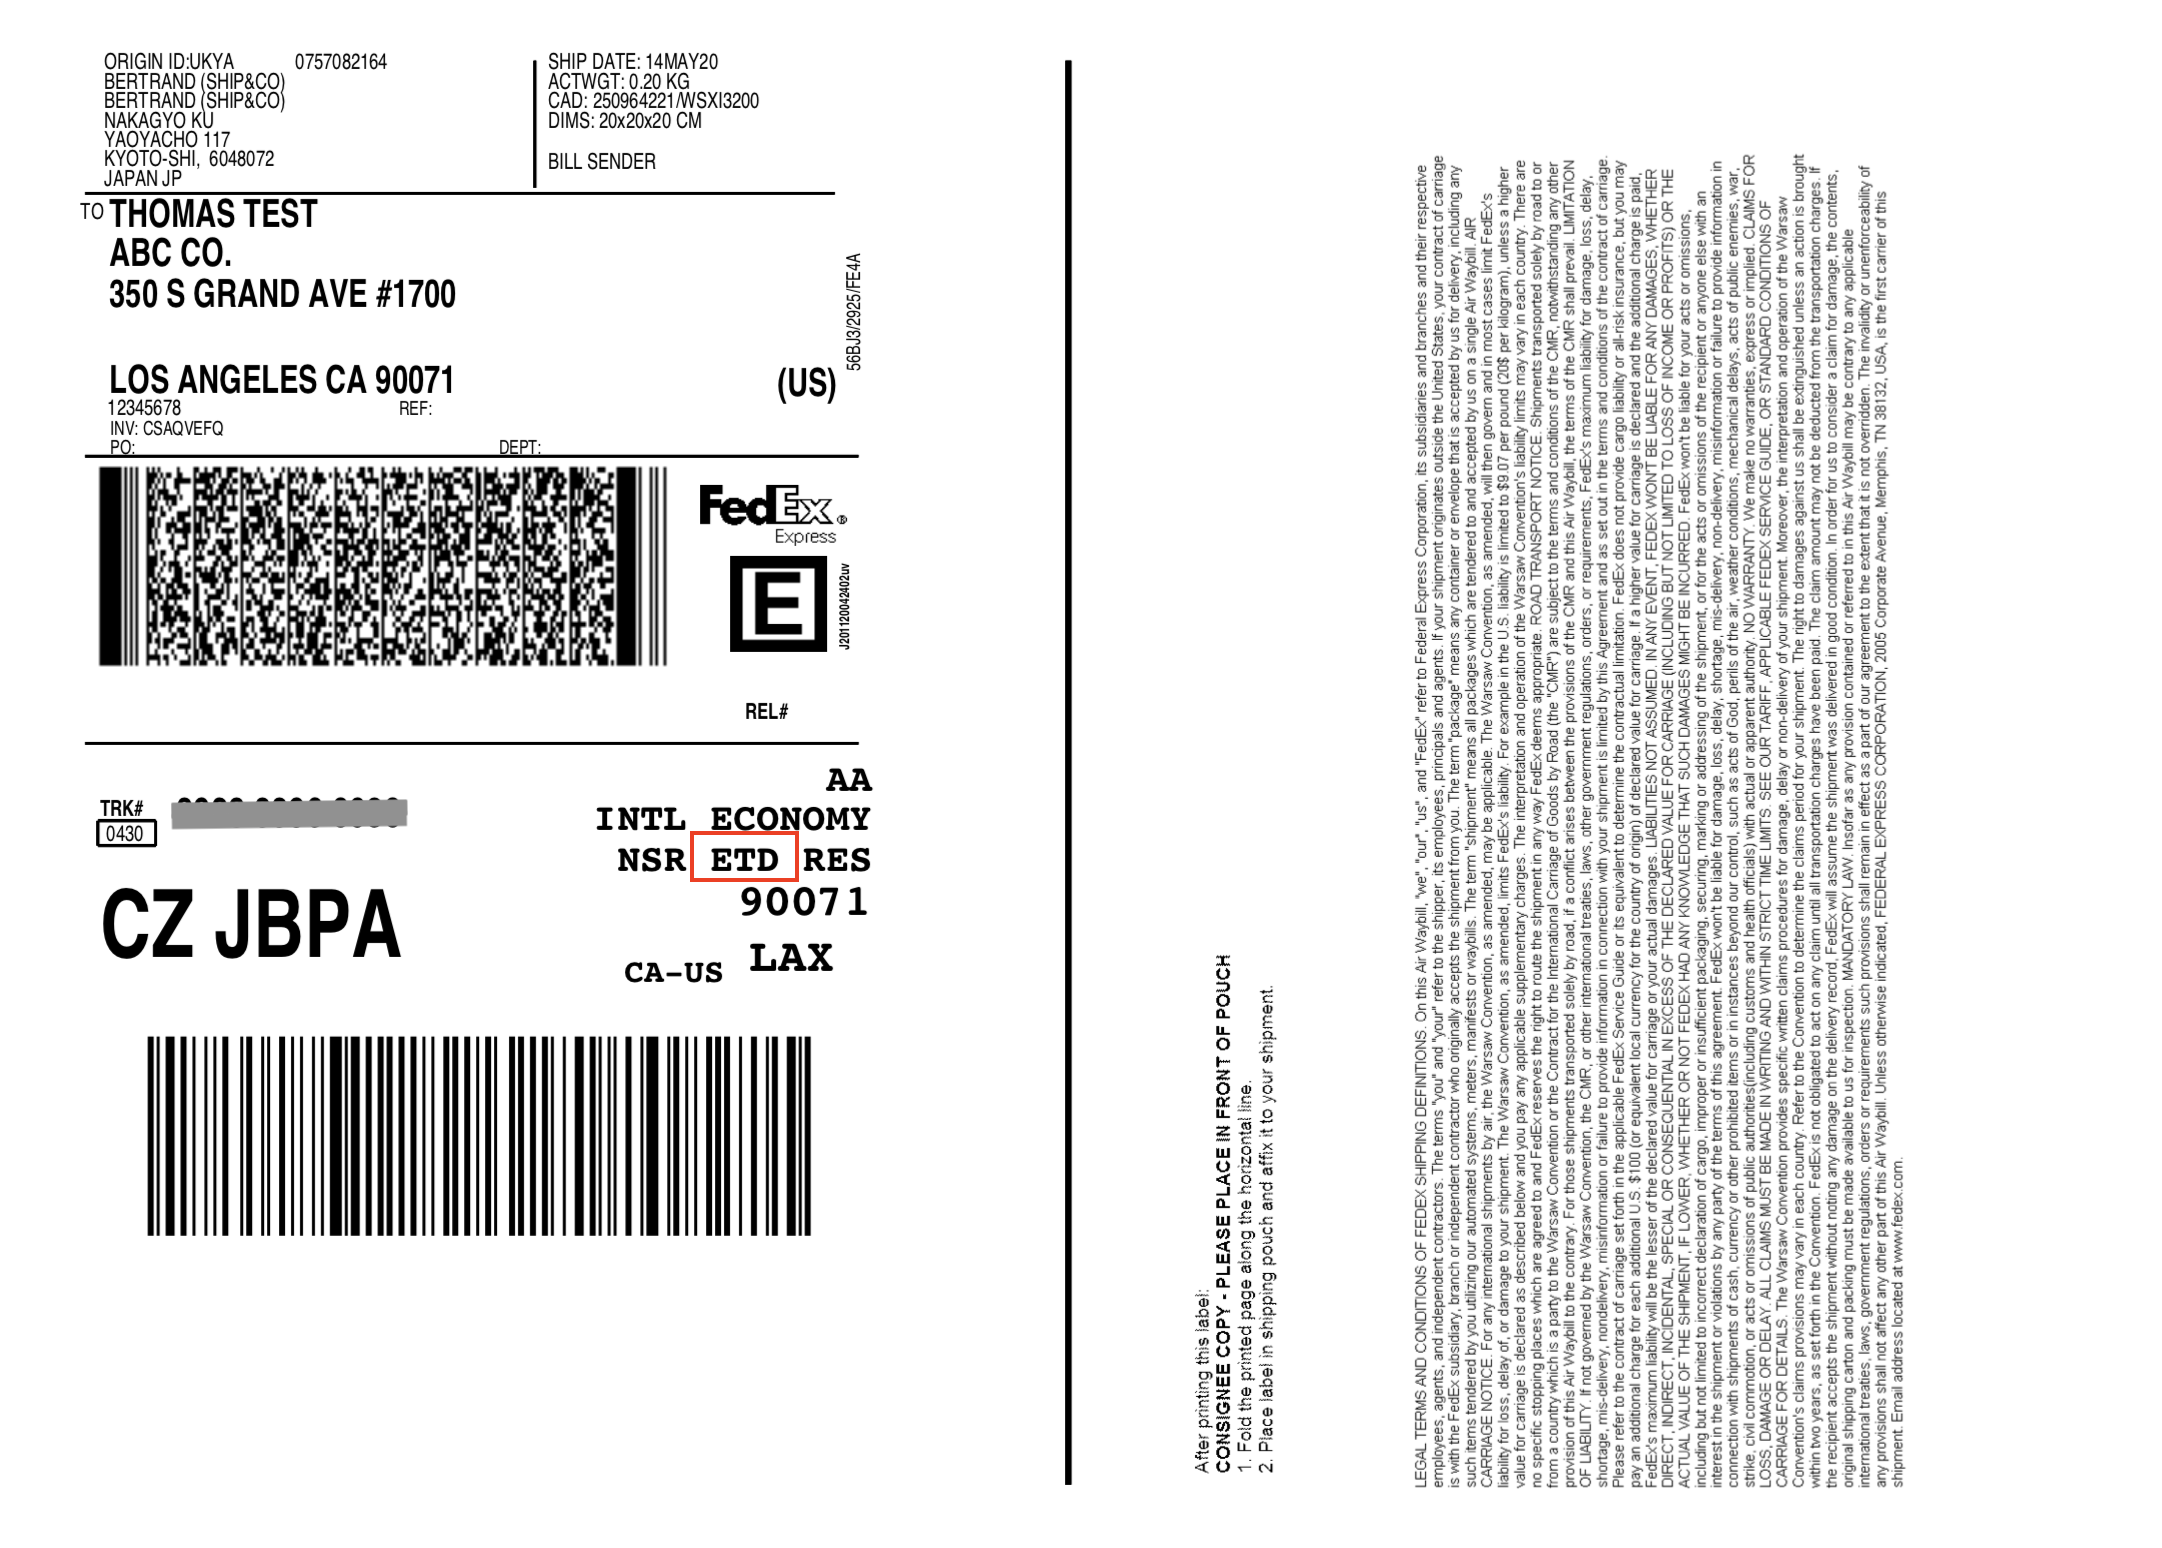 ORIGIN ID:UKYA 0757082164
BERTRAND (SHIP&CO)
BERTRAND (SHIP&CO)
NAKAGYO KU
YAOYACHO 117
KYOTO-SHI, 6048072
JAPAN JP
SHIP DATE: 14MAY20
ACTWGT: 0.20 KG
CAD: 250964221/WSXI3200
DIMS: 20x20x20 CM
BILL SENDER
TO THOMAS TEST
ABC CO.
350 S GRAND AVE #1700
LOS ANGELES CA 90071 (US)
12345678 REF:
INV: CSAQVEFQ
PO: DEPT:
56BJ3/2925/FE4A
FedEx®
Express
E
J201120042402uv
REL#
AA
TRK#
0430
INTL ECONOMY
NSR ETD RES
90071
CZ JBPA
CA-US LAX
After printing this label:
CONSIGNEE COPY - PLEASE PLACE IN FRONT OF POUCH
1. Fold the printed page along the horizontal line.
2. Place label in shipping pouch and affix it to your shipment.
LEGAL TERMS AND CONDITIONS OF FEDEX SHIPPING DEFINITIONS. On this Air Waybill, "we", "our", "us", and "FedEx" refer to Federal Express Corporation, its subsidiaries and branches and their respective
employees, agents, and independent contractors. The terms "you" and "your" refer to the shipper, its employees, principals and agents. If your shipment originates outside the United States, your contract of carriage
is with the FedEx subsidiary, branch or independent contractor who originally accepts the shipment from you. The term "package" means any container or envelope that is accepted by us for delivery, including any
such items tendered by you utilizing our automated systems, meters, manifests or waybills. The term "shipment" means all packages which are tendered to and accepted by us on a single Air Waybill. AIR
CARRIAGE NOTICE. For any international shipments by air, the Warsaw Convention, as amended, may be applicable. The Warsaw Convention, as amended, will then govern and in most cases limit FedEx's
liability for loss, delay of, or damage to your shipment. The Warsaw Convention, as amended, limits FedEx's liability. For example in the U.S. liability is limited to $9.07 per pound (20$ per kilogram), unless a higher
value for carriage is declared as described below and you pay any applicable supplementary charges. The interpretation and operation of the Warsaw Convention's liability limits may vary in each country. There are
no specific stopping places which are agreed to and FedEx reserves the right to route the shipment in any way FedEx deems appropriate. ROAD TRANSPORT NOTICE. Shipments transported solely by road to or
from a country which is a party to the Warsaw Convention or the Contract for the International Carriage of Goods by Road (the "CMR") are subject to the terms and conditions of the CMR, notwithstanding any other
provision of this Air Waybill to the contrary. For those shipments transported solely by road, if a conflict arises between the provisions of the CMR and this Air Waybill, the terms of the CMR shall prevail. LIMITATION
OF LIABILITY. If not governed by the Warsaw Convention, the CMR, or other international treaties, laws, other government regulations, orders, or requirements, FedEx's maximum liability for damage, loss, delay,
shortage, mis-delivery, nondelivery, misinformation or failure to provide information in connection with your shipment is limited by this Agreement and as set out in the terms and conditions of the contract of carriage.
Please refer to the contract of carriage set forth in the applicable FedEx Service Guide or its equivalent to determine the contractual limitation. FedEx does not provide cargo liability or all-risk insurance, but you may
pay an additional charge for each additional U.S. $100 (or equivalent local currency for the country of origin) of declared value for carriage. If a higher value for carriage is declared and the additional charge is paid,
FedEx's maximum liability will be the lesser of the declared value for carriage or your actual damages. LIABILITIES NOT ASSUMED. IN ANY EVENT, FEDEX WON'T BE LIABLE FOR ANY DAMAGES, WHETHER
DIRECT, INDIRECT, INCIDENTAL, SPECIAL OR CONSEQUENTIAL IN EXCESS OF THE DECLARED VALUE FOR CARRIAGE (INCLUDING BUT NOT LIMITED TO LOSS OF INCOME OR PROFITS) OR THE
ACTUAL VALUE OF THE SHIPMENT, IF LOWER, WHETHER OR NOT FEDEX HAD ANY KNOWLEDGE THAT SUCH DAMAGES MIGHT BE INCURRED. FedEx won't be liable for your acts or omissions,
including but not limited to incorrect declaration of cargo, improper or insufficient packaging, securing, marking or addressing of the shipment, or for the acts or omissions of the recipient or anyone else with an
interest in the shipment or violations by any party of the terms of this agreement. FedEx won't be liable for damage, loss, delay, shortage, mis-delivery, non-delivery, misinformation or failure to provide information in
connection with shipments of cash, currency or other prohibited items or in instances beyond our control, such as acts of God, perils of the air, weather conditions, mechanical delays, acts of public enemies, war,
strike, civil commotion, or acts or omissions of public authorities(including customs and health officials) with actual or apparent authority. NO WARRANTY. We make no warranties, express or implied. CLAIMS FOR
LOSS, DAMAGE OR DELAY. ALL CLAIMS MUST BE MADE IN WRITING AND WITHIN STRICT TIME LIMITS. SEE OUR TARIFF, APPLICABLE FEDEX SERVICE GUIDE, OR STANDARD CONDITIONS OF
CARRIAGE FOR DETAILS. The Warsaw Convention provides specific written claims procedures for damage, delay or non-delivery of your shipment. Moreover, the interpretation and operation of the Warsaw
Convention's claims provisions may vary in each country. Refer to the Convention to determine the claims period for your shipment. The right to damages against us shall be extinguished unless an action is brought
within two years, as set forth in the Convention. FedEx is not obligated to act on any claim until all transportation charges have been paid. The claim amount may not be deducted from the transportation charges. If
the recipient accepts the shipment without noting any damage on the delivery record, FedEx will assume the shipment was delivered in good condition. In order for us to consider a claim for damage, the contents,
original shipping carton and packing must be made available to us for inspection. MANDATORY LAW. Insofar as any provision contained or referred to in this Air Waybill may be contrary to any applicable
international treaties, laws, government regulations, orders or requirements such provisions shall remain in effect as a part of our agreement to the extent that it is not overridden. The invalidity or unenforceability of
any provisions shall not affect any other part of this Air Waybill. Unless otherwise indicated, FEDERAL EXPRESS CORPORATION, 2005 Corporate Avenue, Memphis, TN 38132, USA, is the first carrier of this
shipment. Email address located at www.fedex.com.